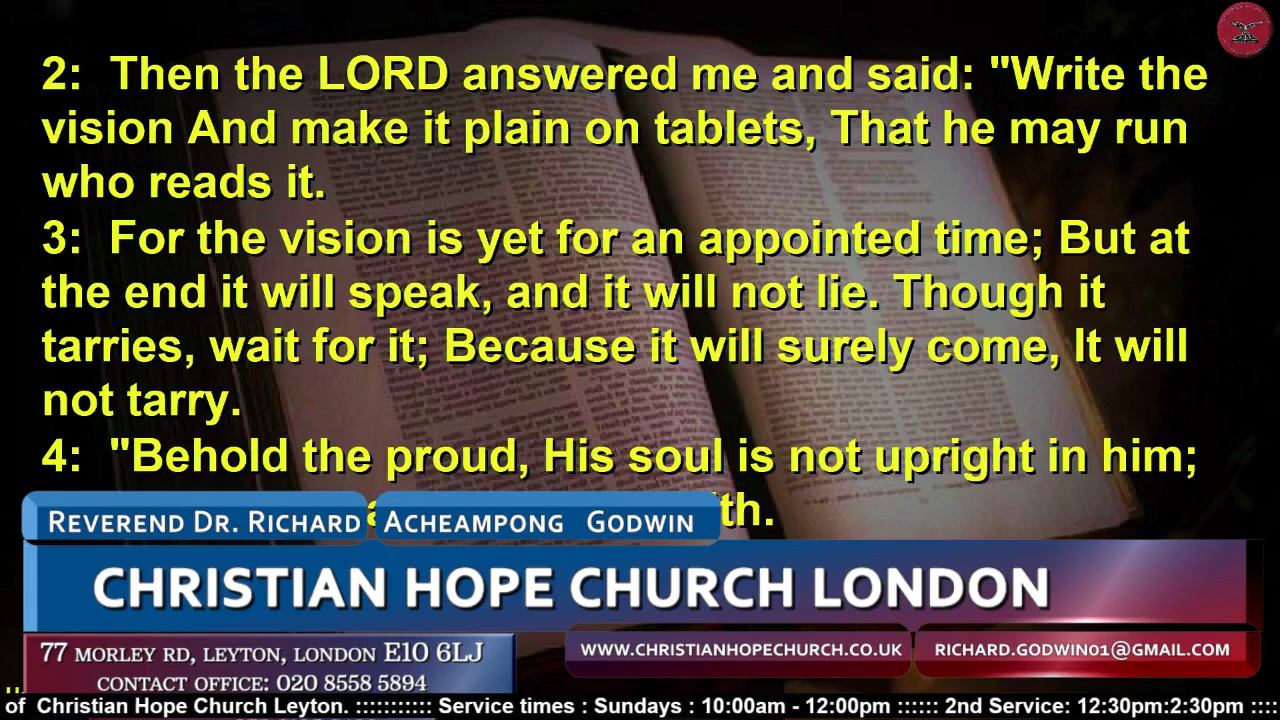 2: Then the LORD answered me and said: "Write the
vision And make it plain on tablets, That he may run
who reads it.
3: For the vision is yet for an appointed time; But at
the end it will speak, and it will not lie. Though it
tarries, wait for it; Because it will surely come, It will
not tarry.
4: "Behold the proud, His soul is not upright in him;
th.
REVEREND DR. RICHARD ACHEAMPONG GODWIN
CHRISTIAN HOPE CHURCH LONDON
77 MORLEY RD, LEYTON, LONDON E10 6LJ
CONTACT OFFICE: 020 8558 5894
WWW.CHRISTIANHOPECHURCH.CO.UK
RICHARD.GODWIN01@GMAIL.COM
of Christian Hope Church Leyton. ::::::::::: Service times : Sundays : 10:00am - 12:00pm :::::: 2nd Service: 12:30pm:2:30pm ::::